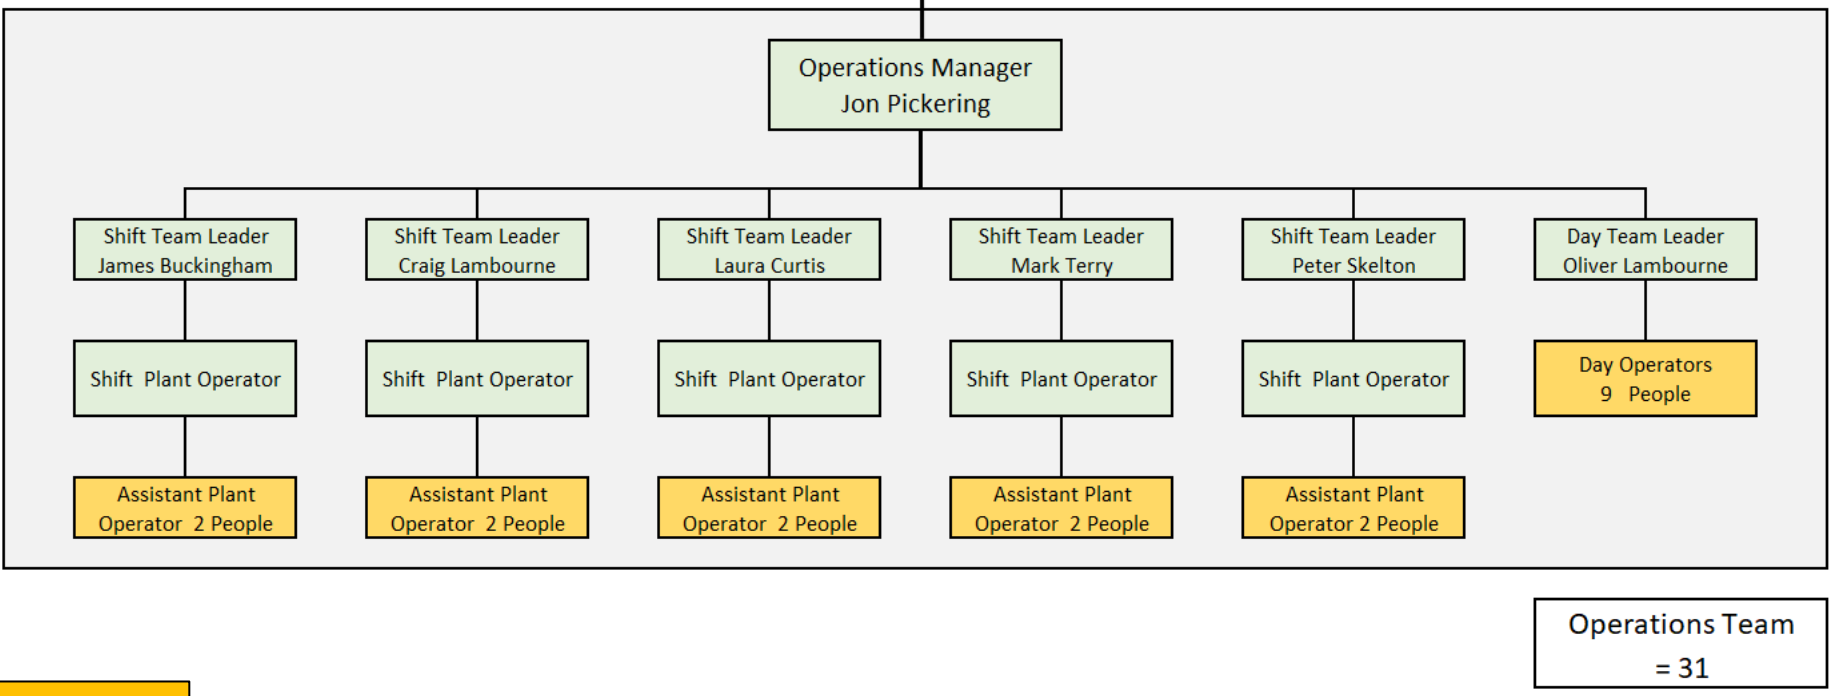 Operations Manager
Jon Pickering
Shift Team Leader
James Buckingham
Shift Team Leader
Craig Lambourne
Shift Team Leader
Laura Curtis
Shift Team Leader
Mark Terry
Shift Team Leader
Peter Skelton
Day Team Leader
Oliver Lambourne
Shift  Plant Operator
Shift  Plant Operator
Shift  Plant Operator
Shift  Plant Operator
Shift  Plant Operator
Day Operators
9   People
Assistant Plant
Operator  2 People
Assistant Plant
Operator  2 People
Assistant Plant
Operator  2 People
Assistant Plant
Operator  2 People
Assistant Plant
Operator 2 People
Operations Team
= 31